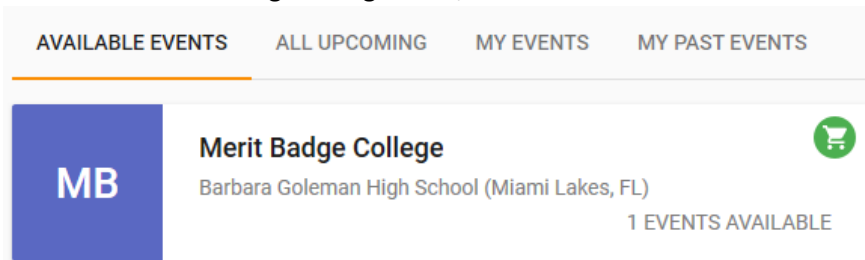 AVAILABLE EVENTS ALL UPCOMING MY EVENTS MY PAST EVENTS
Merit Badge College
MB
Barbara Goleman High School (Miami Lakes, FL)
1 EVENTS AVAILABLE